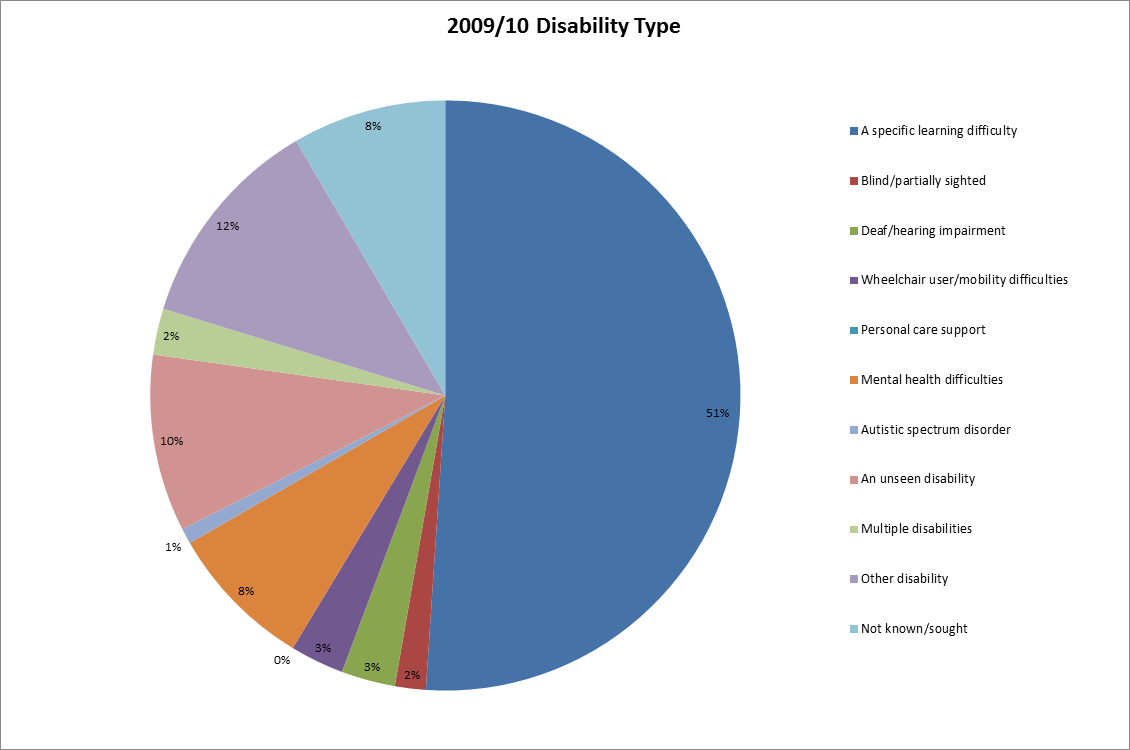 2009/10 Disability Type
8%
12%
2%
10%
1%
8%
0%
3%
3%
2%
51%
A specific learning difficulty
Blind/partially sighted
Deaf/hearing impairment
Wheelchair user/mobility difficulties
Personal care support
Mental health difficulties
Autistic spectrum disorder
An unseen disability
Multiple disabilities
Other disability
Not known/sought